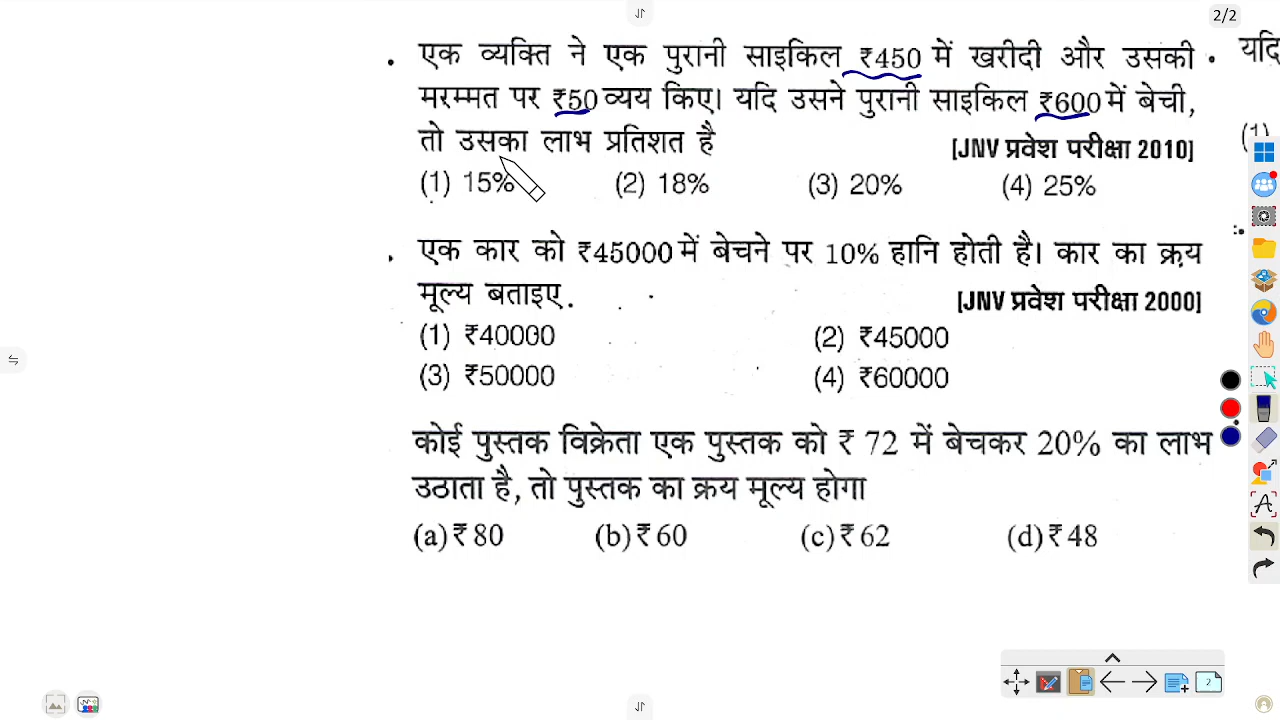 2/2
एक व्यक्ति ने एक पुरानी साइकिल ₹450 में खरीदी और उसकी
मरम्मत पर ₹50 व्यय किए। यदि उसने पुरानी साइकिल ₹600 में बेची,
तो उसका लाभ प्रतिशत है [JNV प्रवेश परीक्षा 2010]
(1) 15% (2) 18% (3) 20% (4) 25%
एक कार को ₹45000 में बेचने पर 10% हानि होती है। कार का क्रय
मूल्य बताइए. [JNV प्रवेश परीक्षा 2000]
(1) ₹40000 (2) ₹45000
(3) ₹50000 (4) ₹60000
कोई पुस्तक विक्रेता एक पुस्तक को ₹ 72 में बेचकर 20% का लाभ
उठाता है, तो पुस्तक का क्रय मूल्य होगा
(a) ₹ 80 (b) ₹ 60 (c) ₹ 62 (d) ₹ 48
यदि
(1)
2